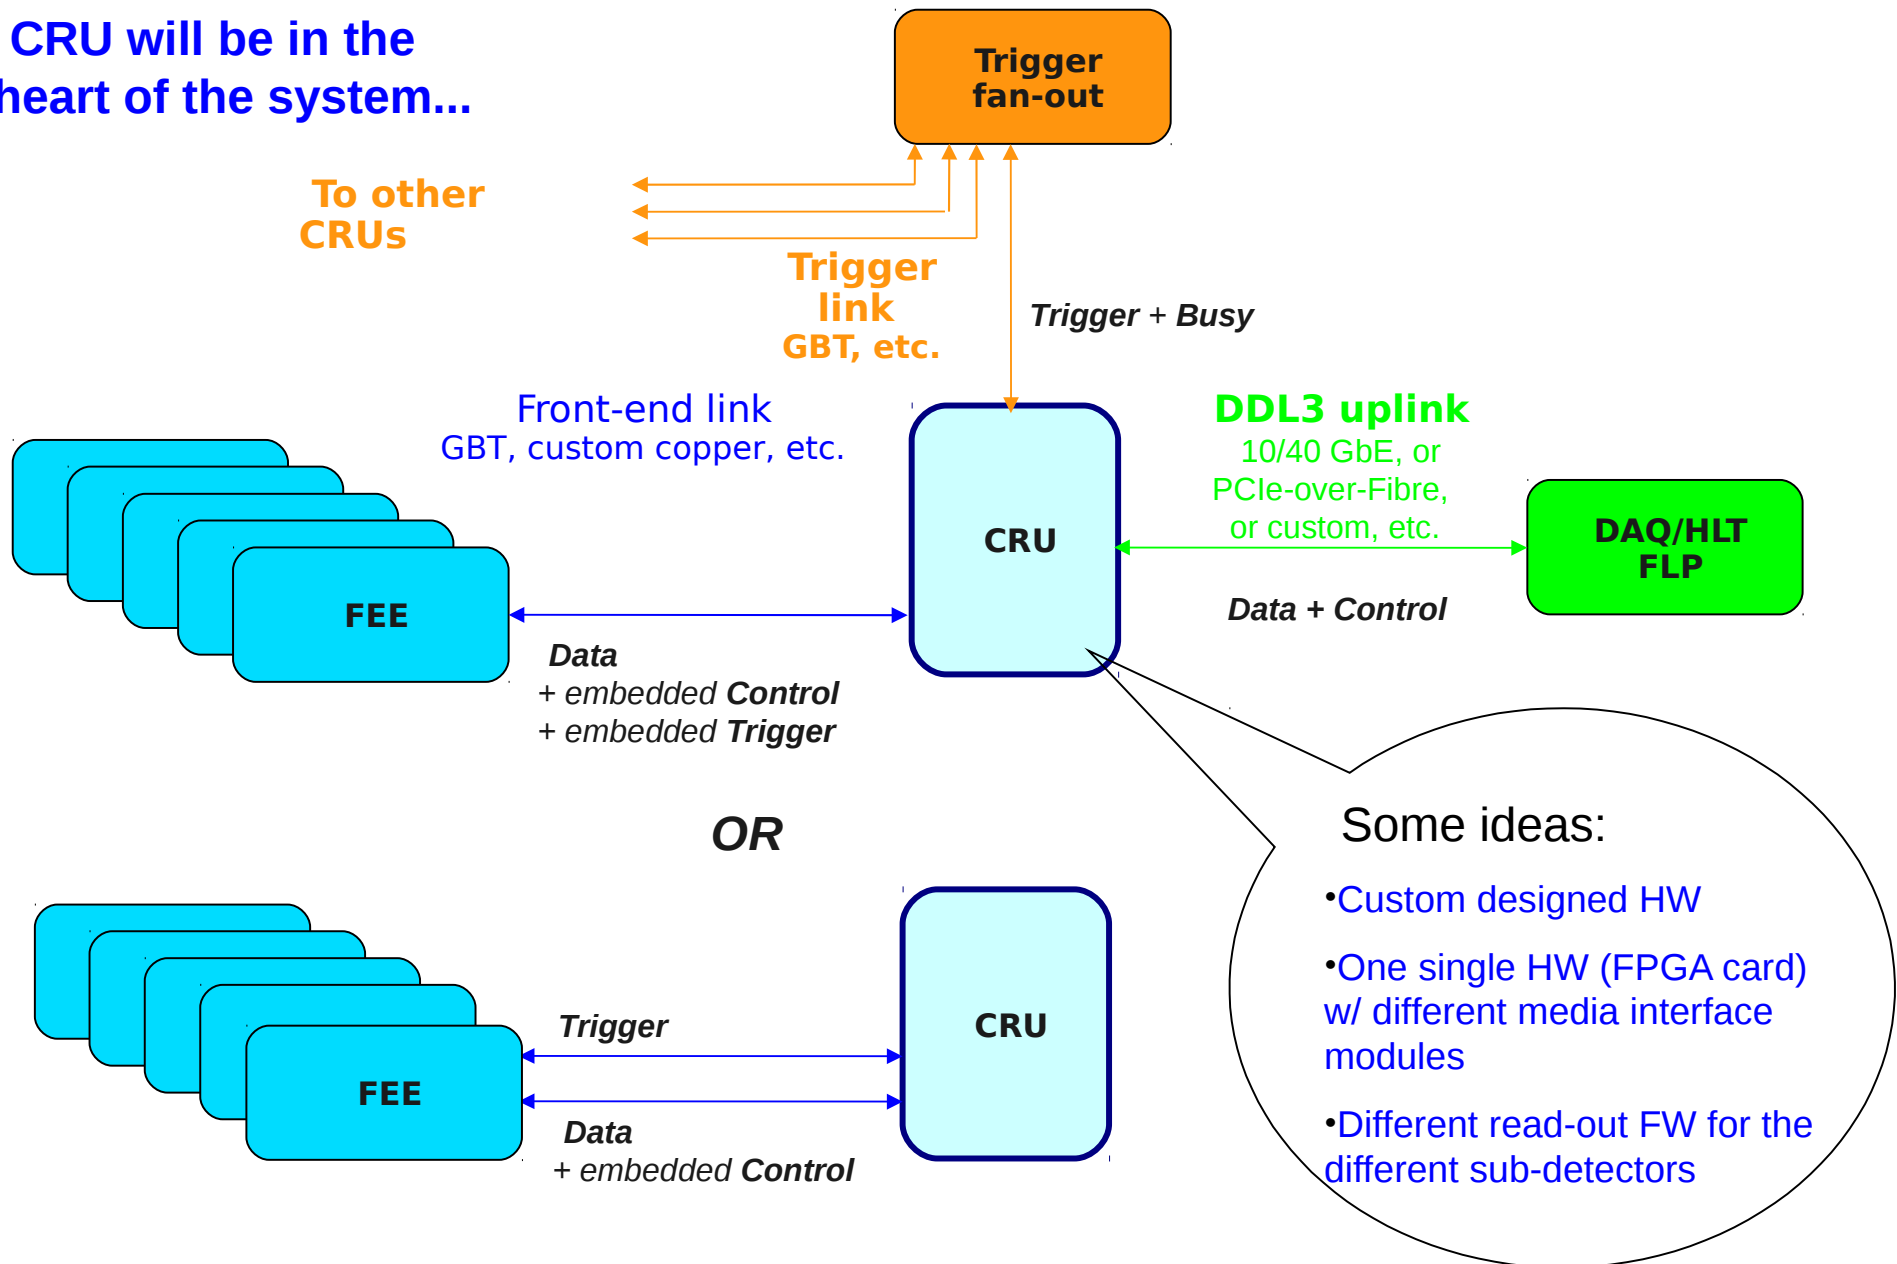 CRU will be in the
heart of the system...
Trigger
fan-out
To other
CRUs
Trigger
link
GBT, etc.
Trigger + Busy
Front-end link
GBT, custom copper, etc.
DDL3 uplink
10/40 GbE, or
PCIe-over-Fibre,
or custom, etc.
CRU
DAQ/HLT
FLP
FEE
Data + Control
Data
+ embedded Control
+ embedded Trigger
OR
Some ideas:
•Custom designed HW
•One single HW (FPGA card)
w/ different media interface
modules
•Different read-out FW for the
different sub-detectors
Trigger
CRU
FEE
Data
+ embedded Control